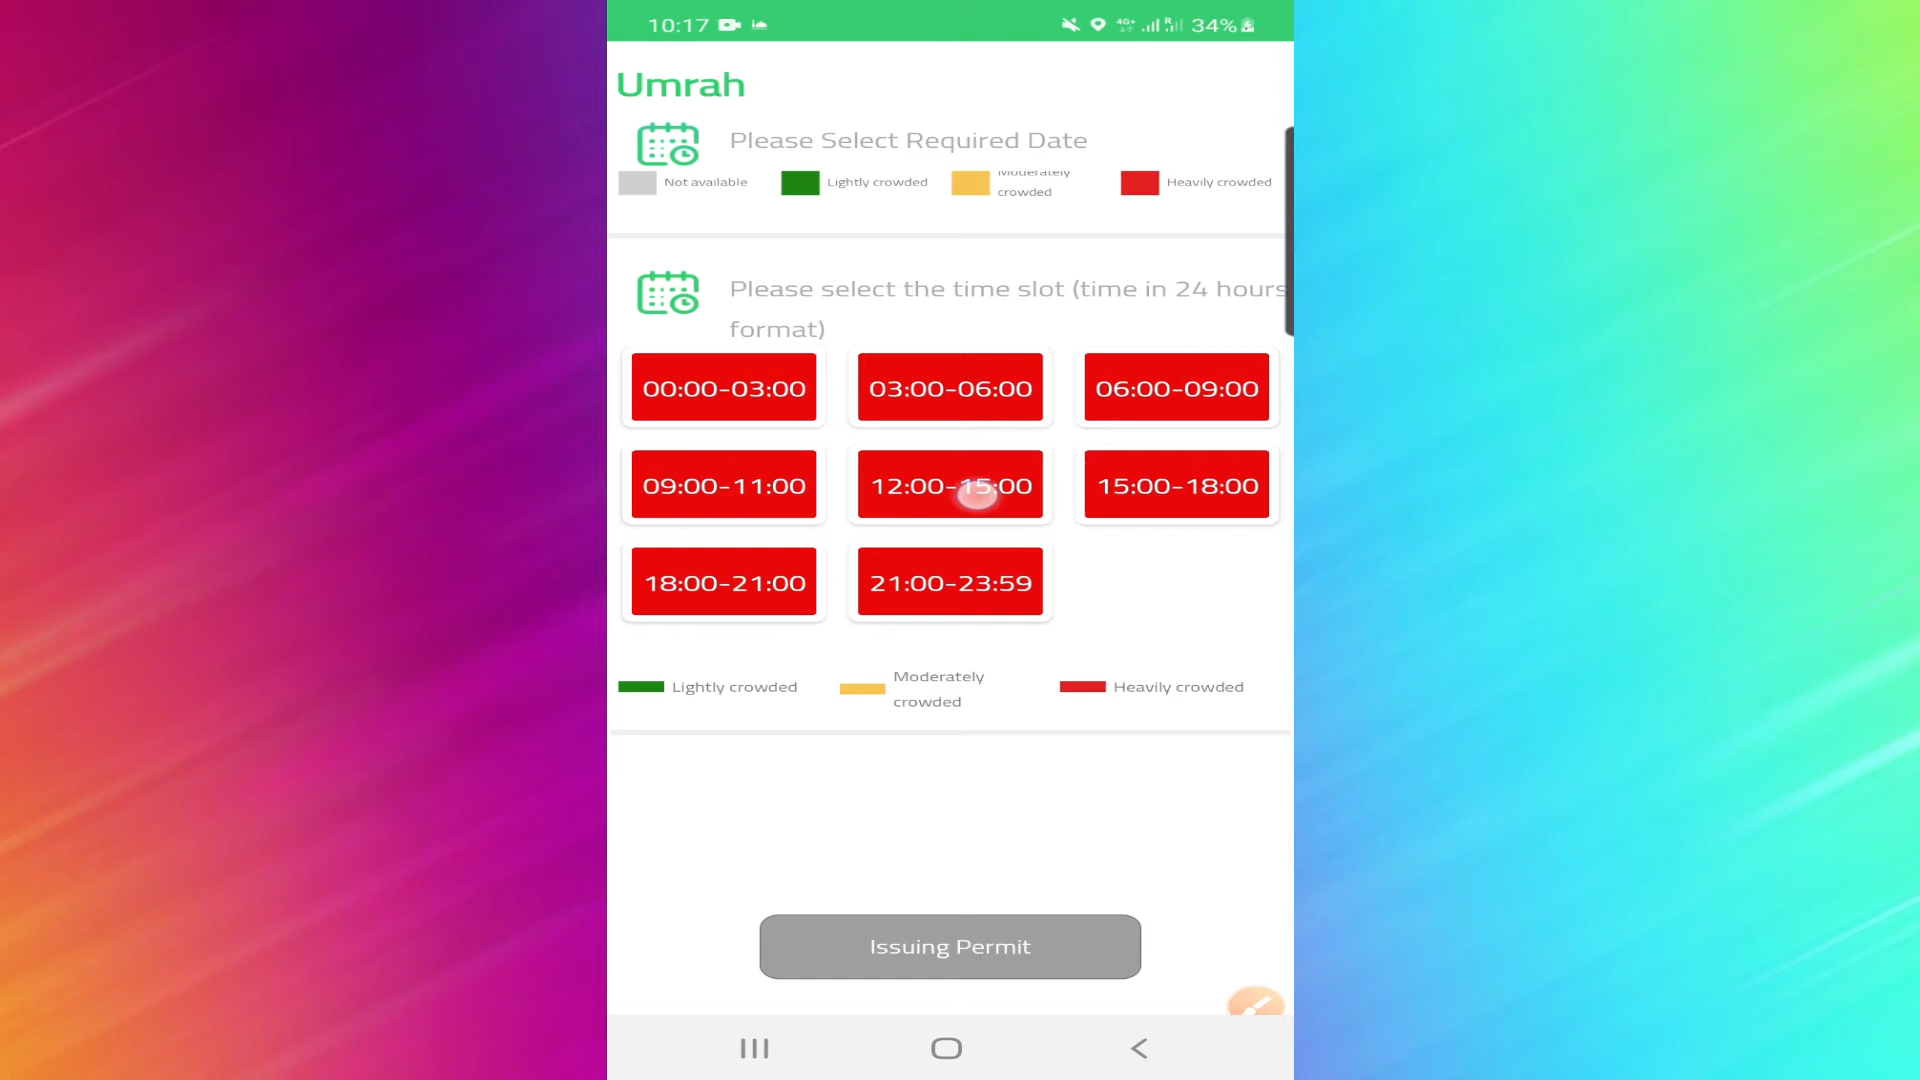 10:17 4G+ R 34%
Umrah
Please Select Required Date
Not available
Lightly crowded
Moderately
crowded
Heavily crowded
Please select the time slot (time in 24 hours
format)
00:00-03:00 03:00-06:00 06:00-09:00
09:00-11:00 12:00-15:00 15:00-18:00
18:00-21:00 21:00-23:59
Lightly crowded
Moderately
crowded
Heavily crowded
Issuing Permit